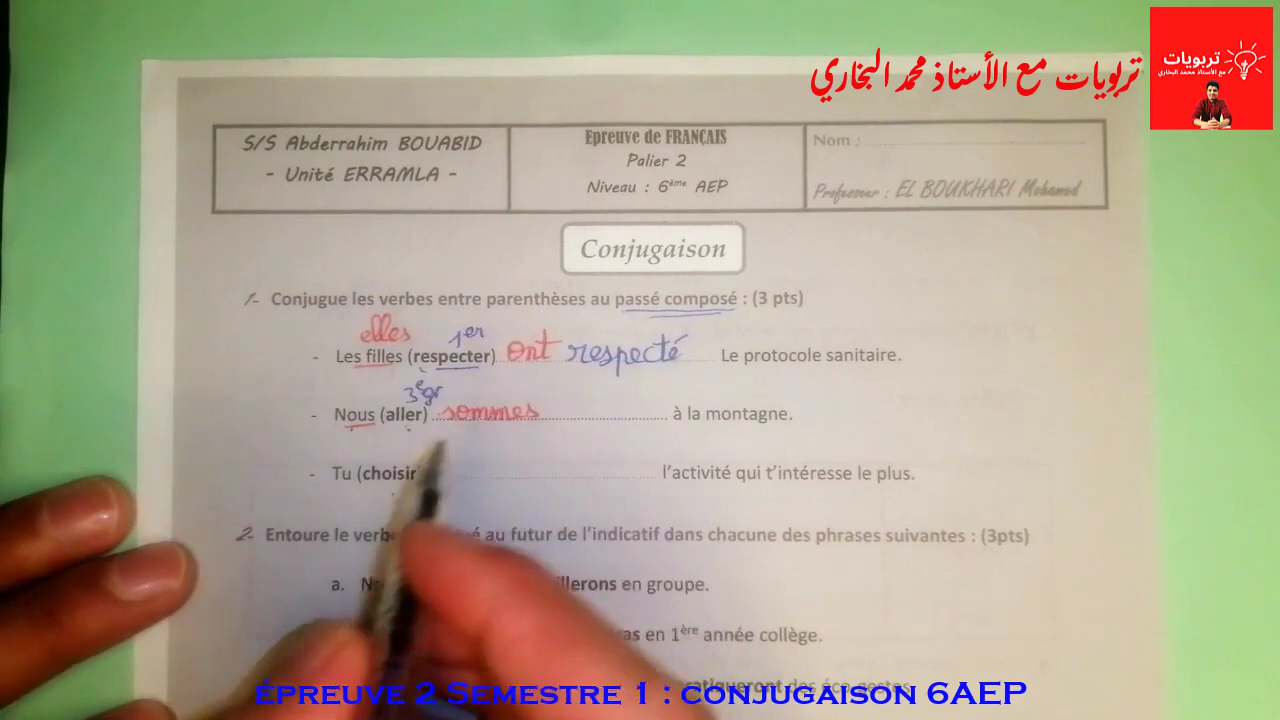 تربويات مع الأستاذ محمد البخاري
تربويات
مع الأستاذ محمد البخاري
S/S Abderrahim BOUABID
- Unité ERRAMLA -
Epreuve de FRANÇAIS
Palier 2
Niveau : 6ème AEP
Nom :
Professeur : EL BOUKHARI Mohamed
Conjugaison
1- Conjugue les verbes entre parenthèses au passé composé : (3 pts)
elles 1er
- Les filles (respecter) ont respecté Le protocole sanitaire.
3e gr
- Nous (aller) sommes à la montagne.
- Tu (choisir) l'activité qui t'intéresse le plus.
2- Entoure le au futur de l'indicatif dans chacune des phrases suivantes : (3pts)
a. en groupe.
en 1ère année collège.
des
épreuve 2 Semestre 1 : conjugaison 6AEP